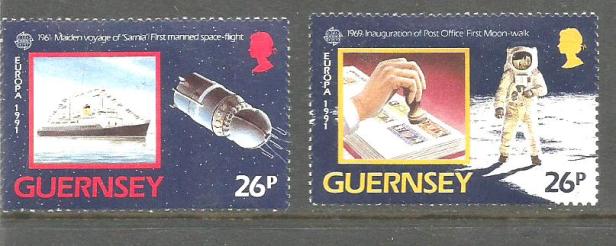 1961 Maiden voyage of 'Sarnia'/First manned space-flight
EUROPA 1991
GUERNSEY 26P
1969 Inauguration of Post Office/First Moon-walk
EUROPA 1991
GUERNSEY 26P